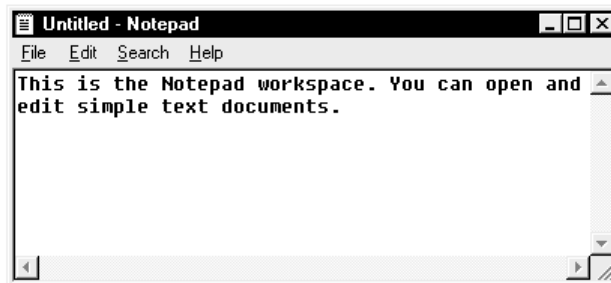 Untitled - Notepad
File Edit Search Help
This is the Notepad workspace. You can open and
edit simple text documents.